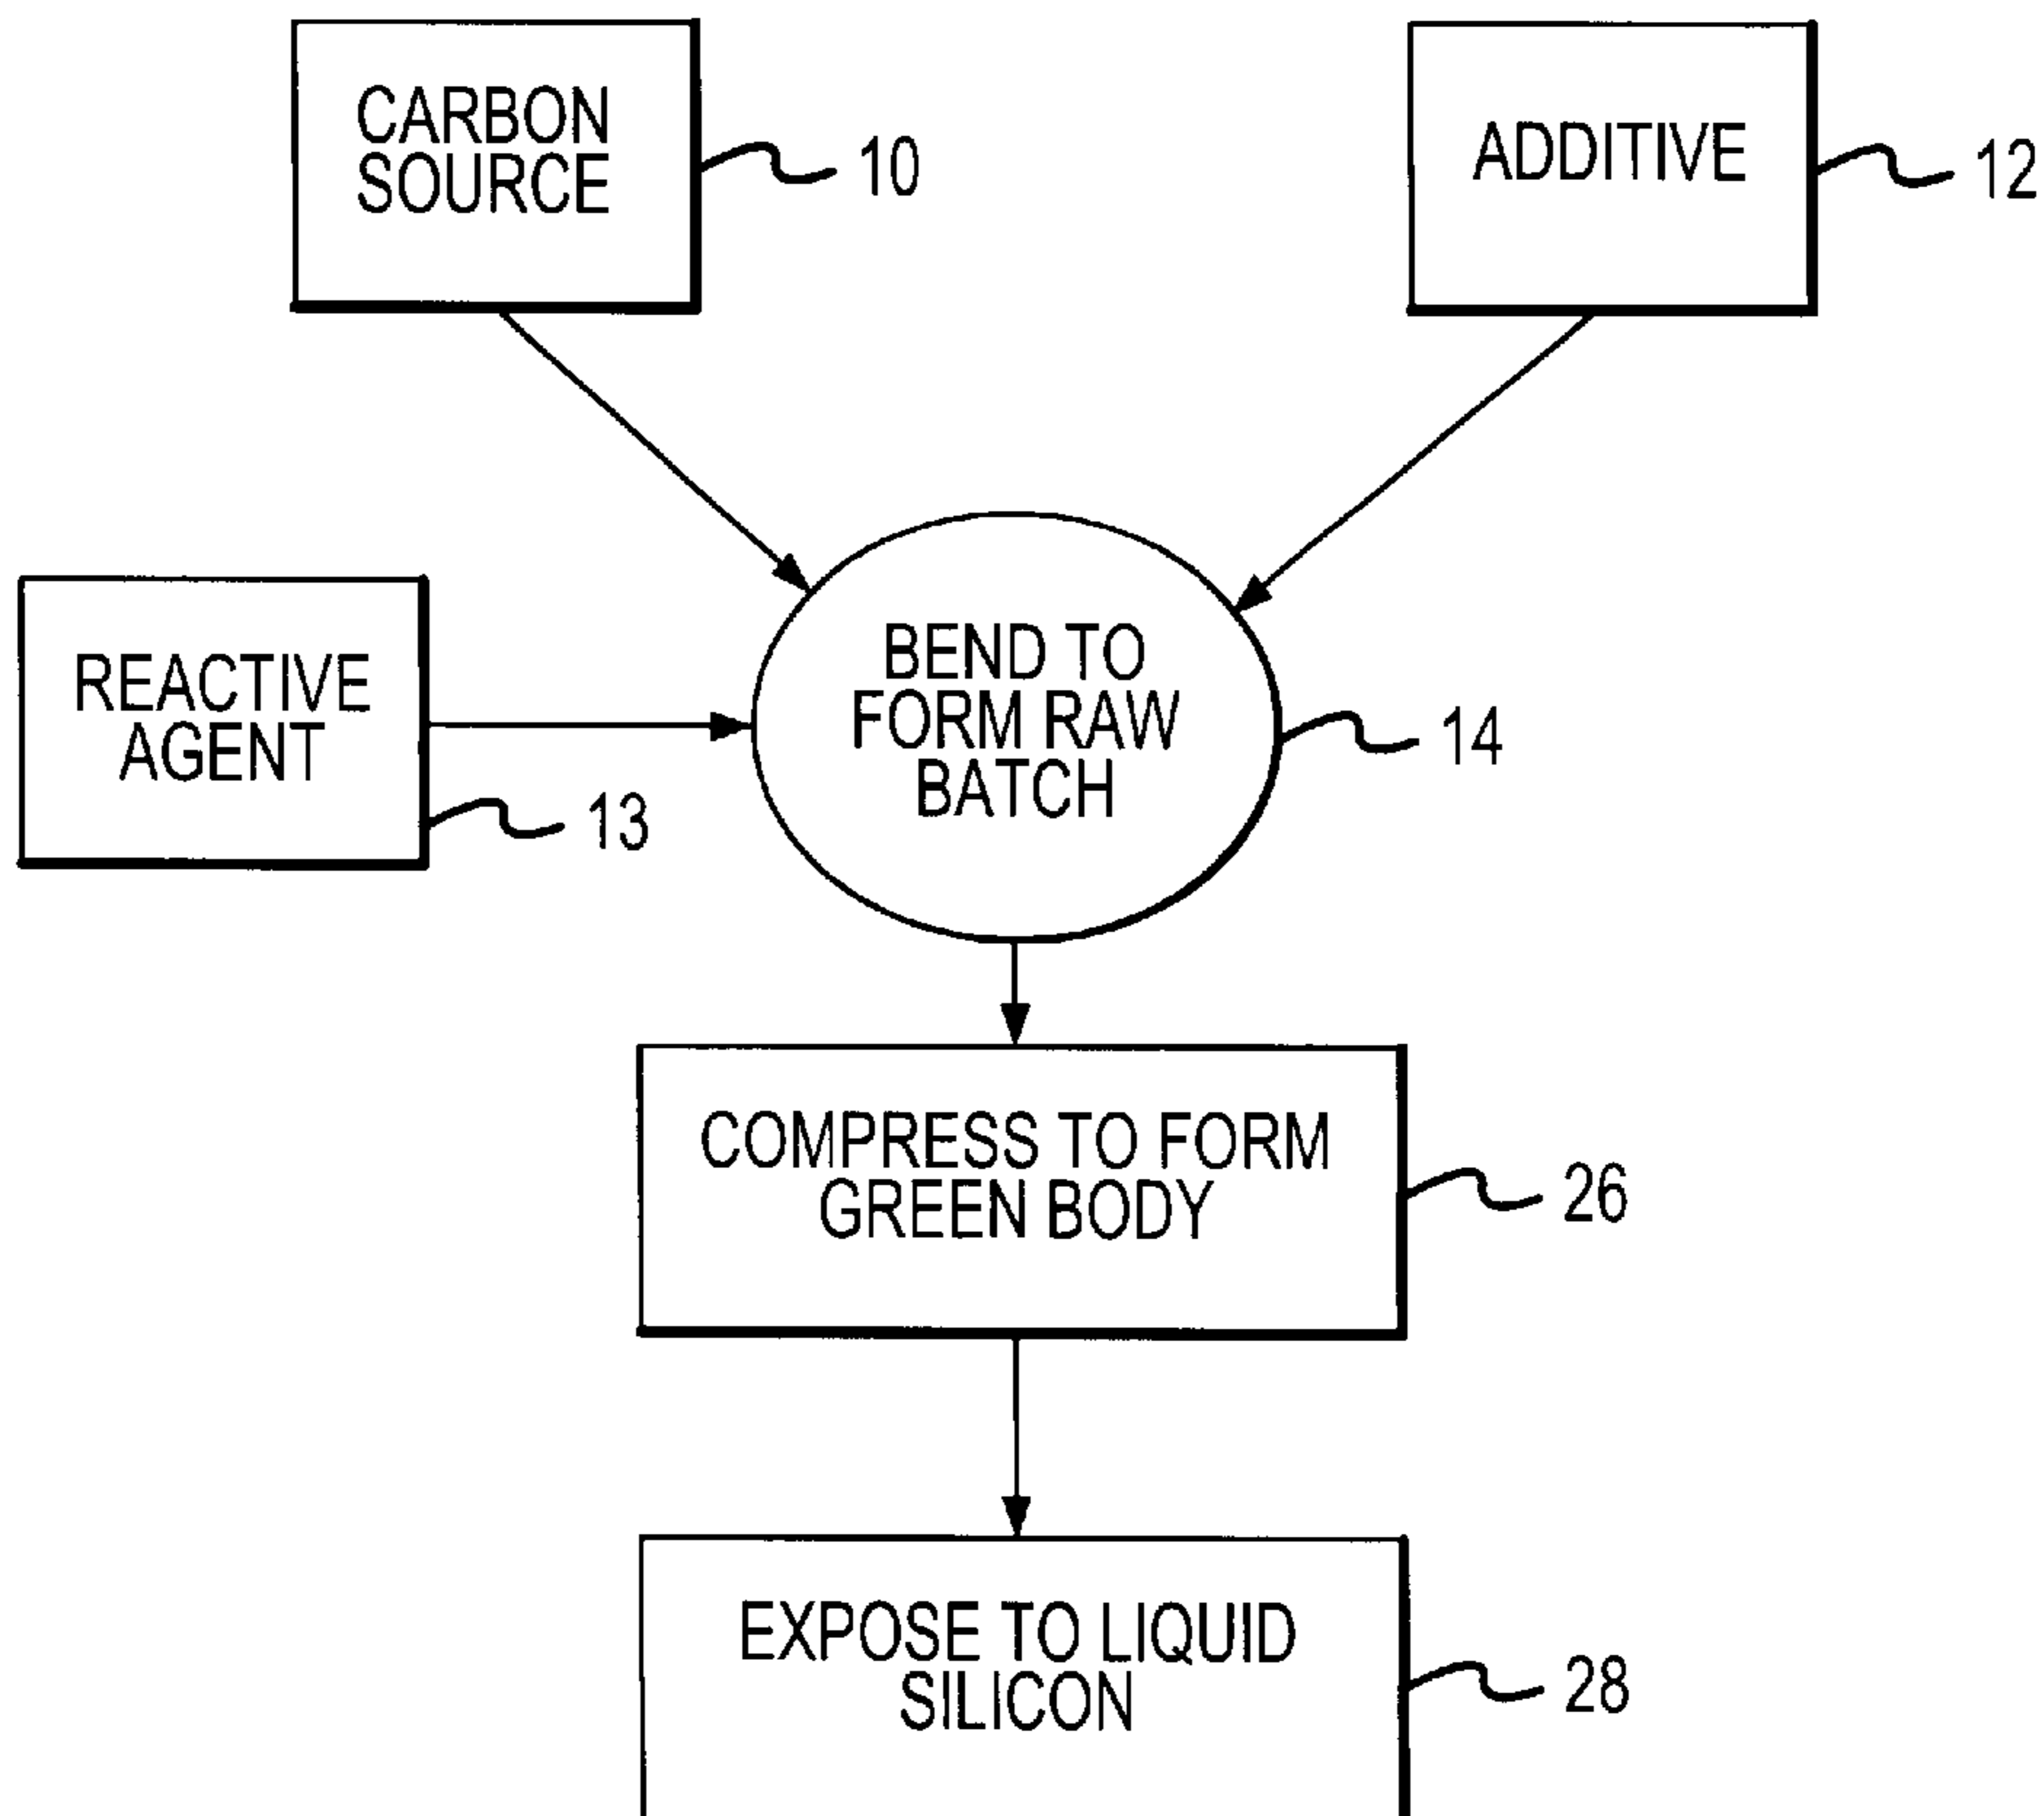 CARBON
SOURCE
10
ADDITIVE
12
REACTIVE
AGENT
13
BEND TO
FORM RAW
BATCH
14
COMPRESS TO FORM
GREEN BODY
26
EXPOSE TO LIQUID
SILICON
28